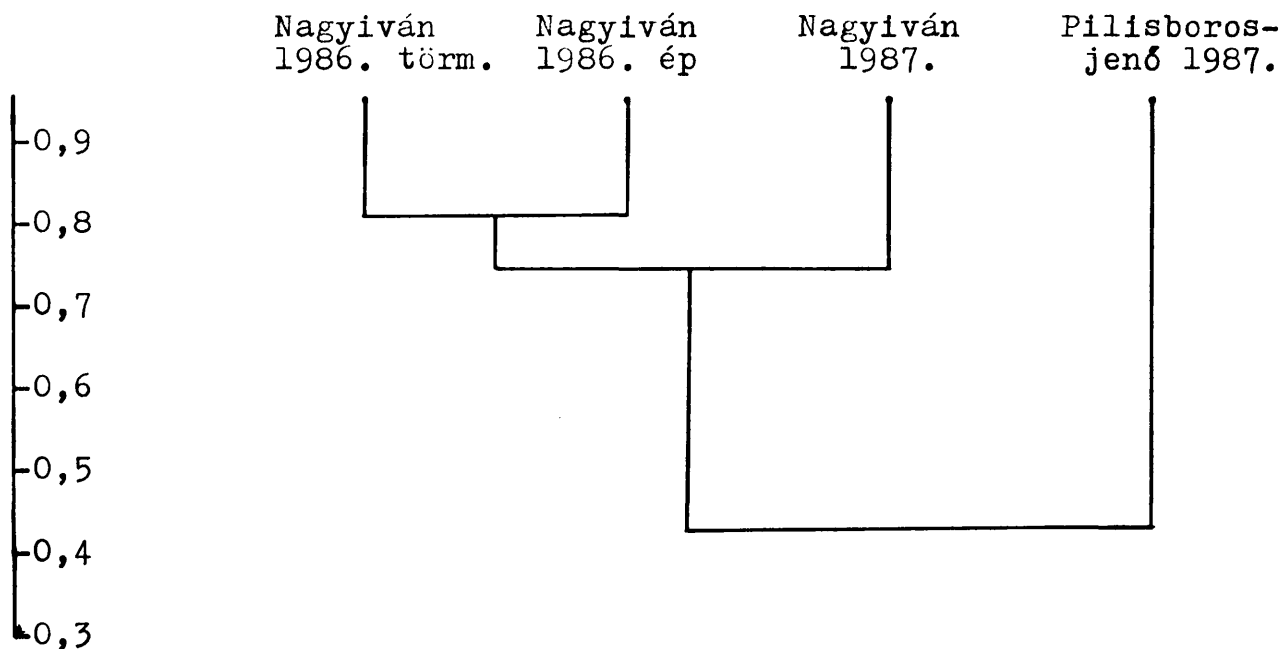 Nagyiván
1986. törm.
Nagyiván
1986. ép
Nagyiván
1987.
Pilisboros-
jenő 1987.
0,9
0,8
0,7
0,6
0,5
0,4
0,3